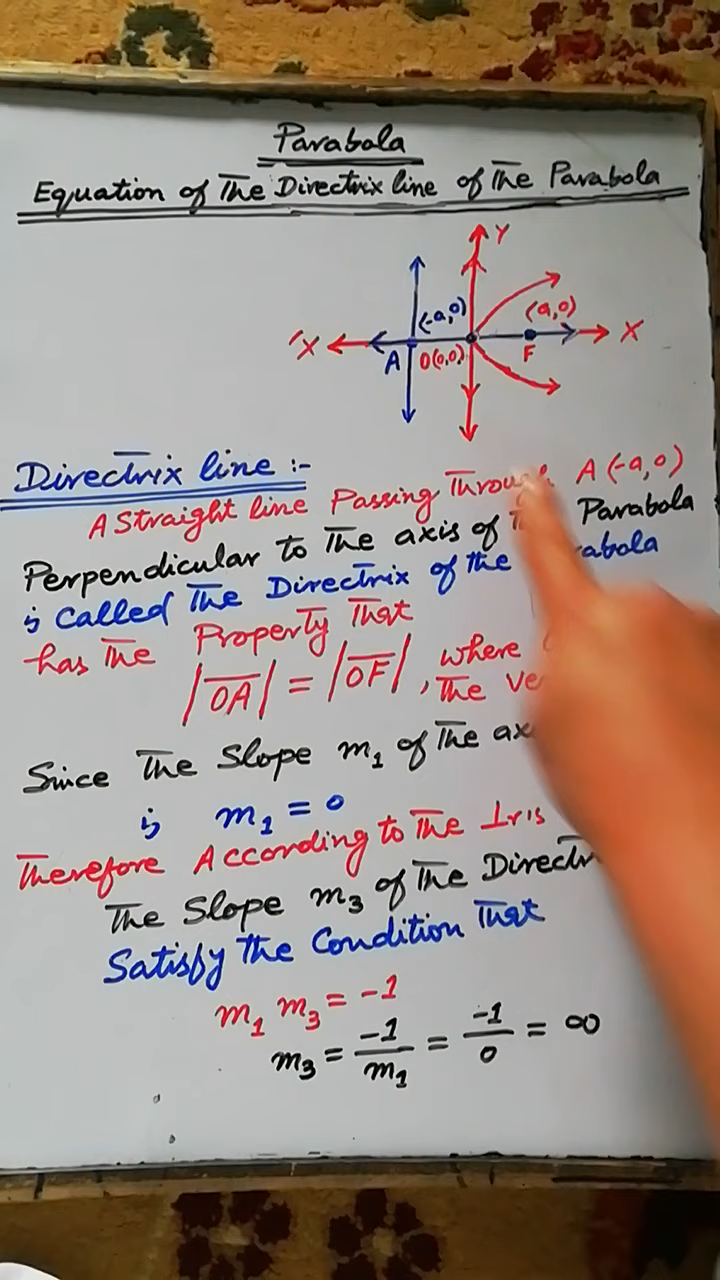 Parabola
Equation of The Directrix line of The Parabola
Y
(-a,0)
(a,0)
'X
X
A
O(0,0)
F
Directrix line :-
A Straight line Passing Through A (-a,0)
Perpendicular to The axis of Parabola
is Called The Directrix of the
has the Property That
|OA| = |OF| , where
The
Since The Slope m₁ of The
is m₁ = 0
Therefore According to The ⊥ris
The Slope m₃ of The
Satisfy The Condition That
m₁ m₃ = -1
m₃ = -1/m₁ = -1/0 = ∞